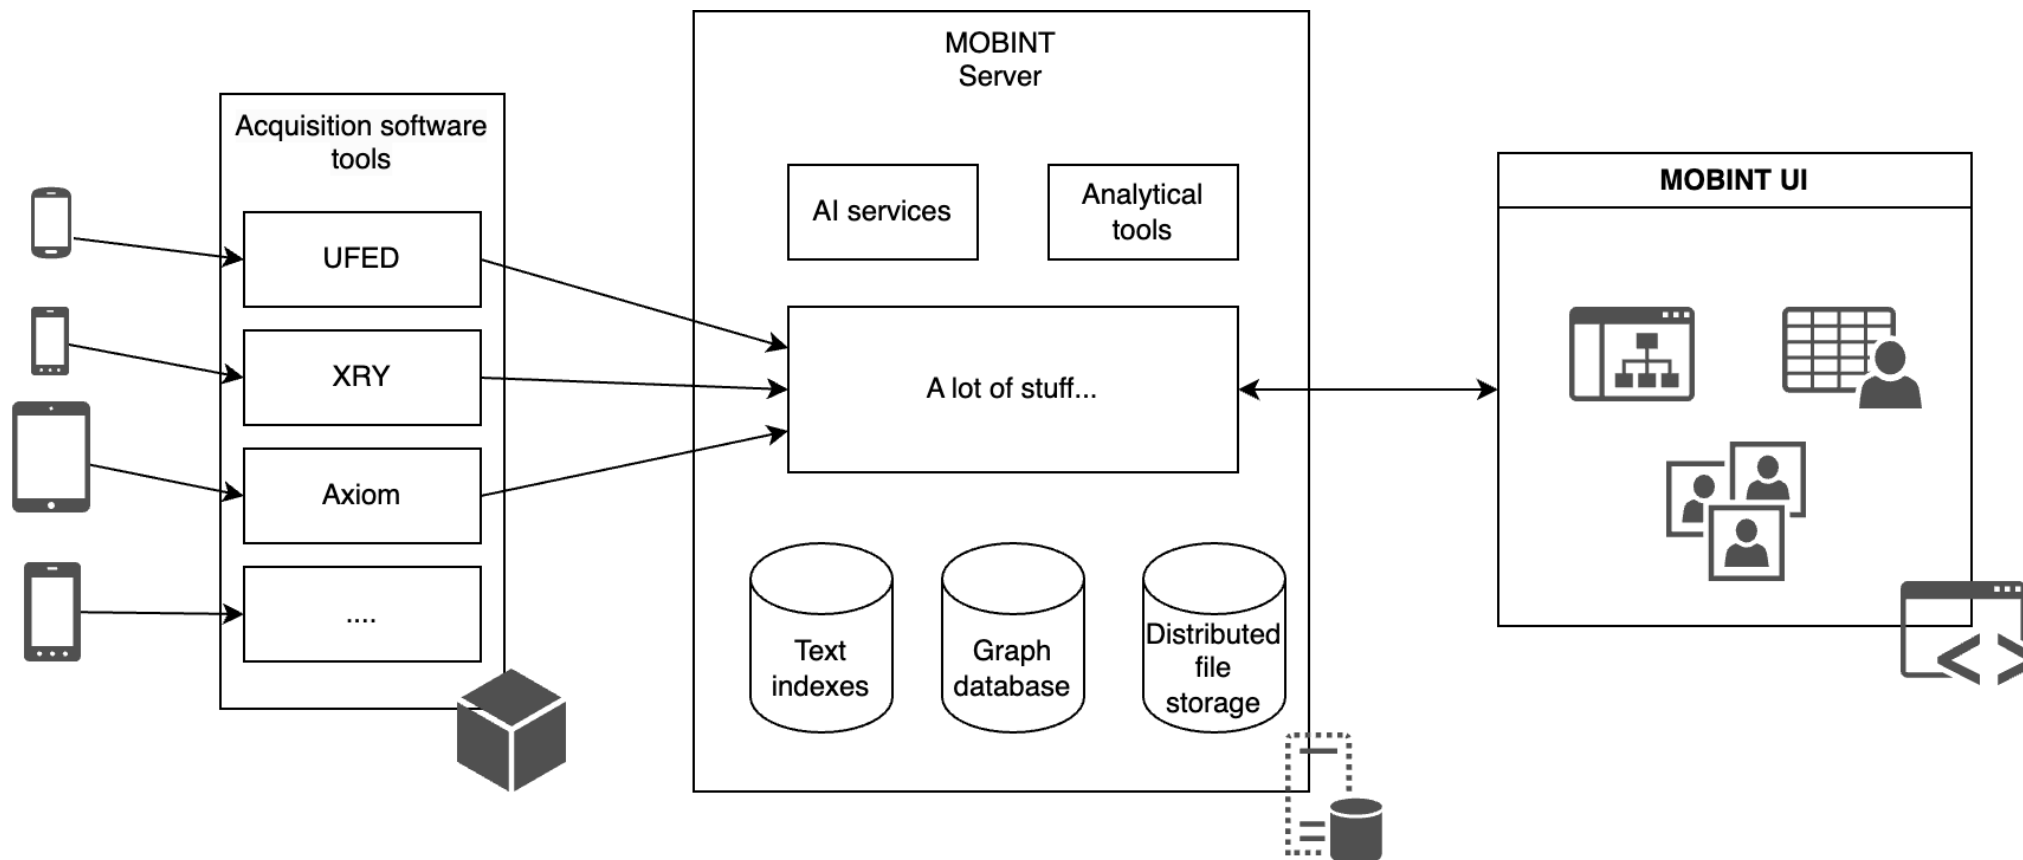 MOBINT
Server
Acquisition software
tools
AI services
Analytical
tools
MOBINT UI
UFED
XRY
A lot of stuff...
Axiom
....
Text
indexes
Graph
database
Distributed
file
storage